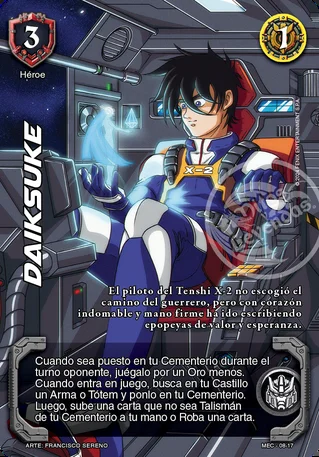 3
1
Héroe
X-2
DAIKSUKE
El piloto del Tenshi X-2 no escogió el
camino del guerrero, pero con corazón
indomable y mano firme ha ido escribiendo
epopeyas de valor y esperanza.
Cuando sea puesto en tu Cementerio durante el
turno oponente, juégalo por un Oro menos.
Cuando entra en juego, busca en tu Castillo
un Arma o Tótem y ponlo en tu Cementerio.
Luego, sube una carta que no sea Talismán
de tu Cementerio a tu mano o Roba una carta.
ARTE: FRANCISCO SERENO
MEC - 08-17